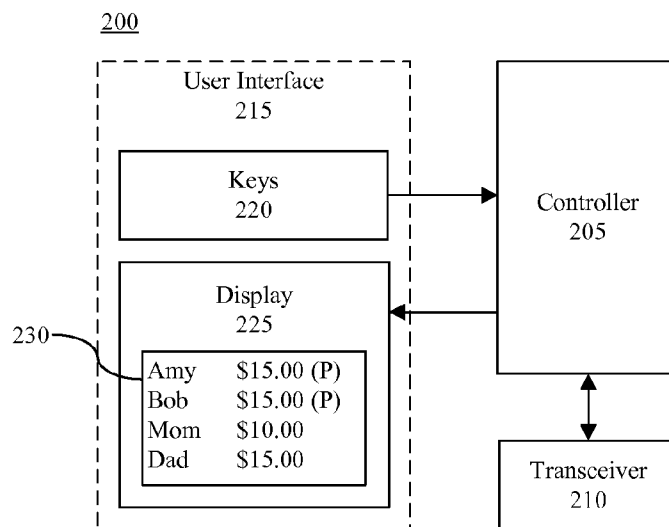 200
User Interface
215
Keys
220
Controller
205
Display
225
230
Amy $15.00 (P)
Bob $15.00 (P)
Mom $10.00
Dad $15.00
Transceiver
210